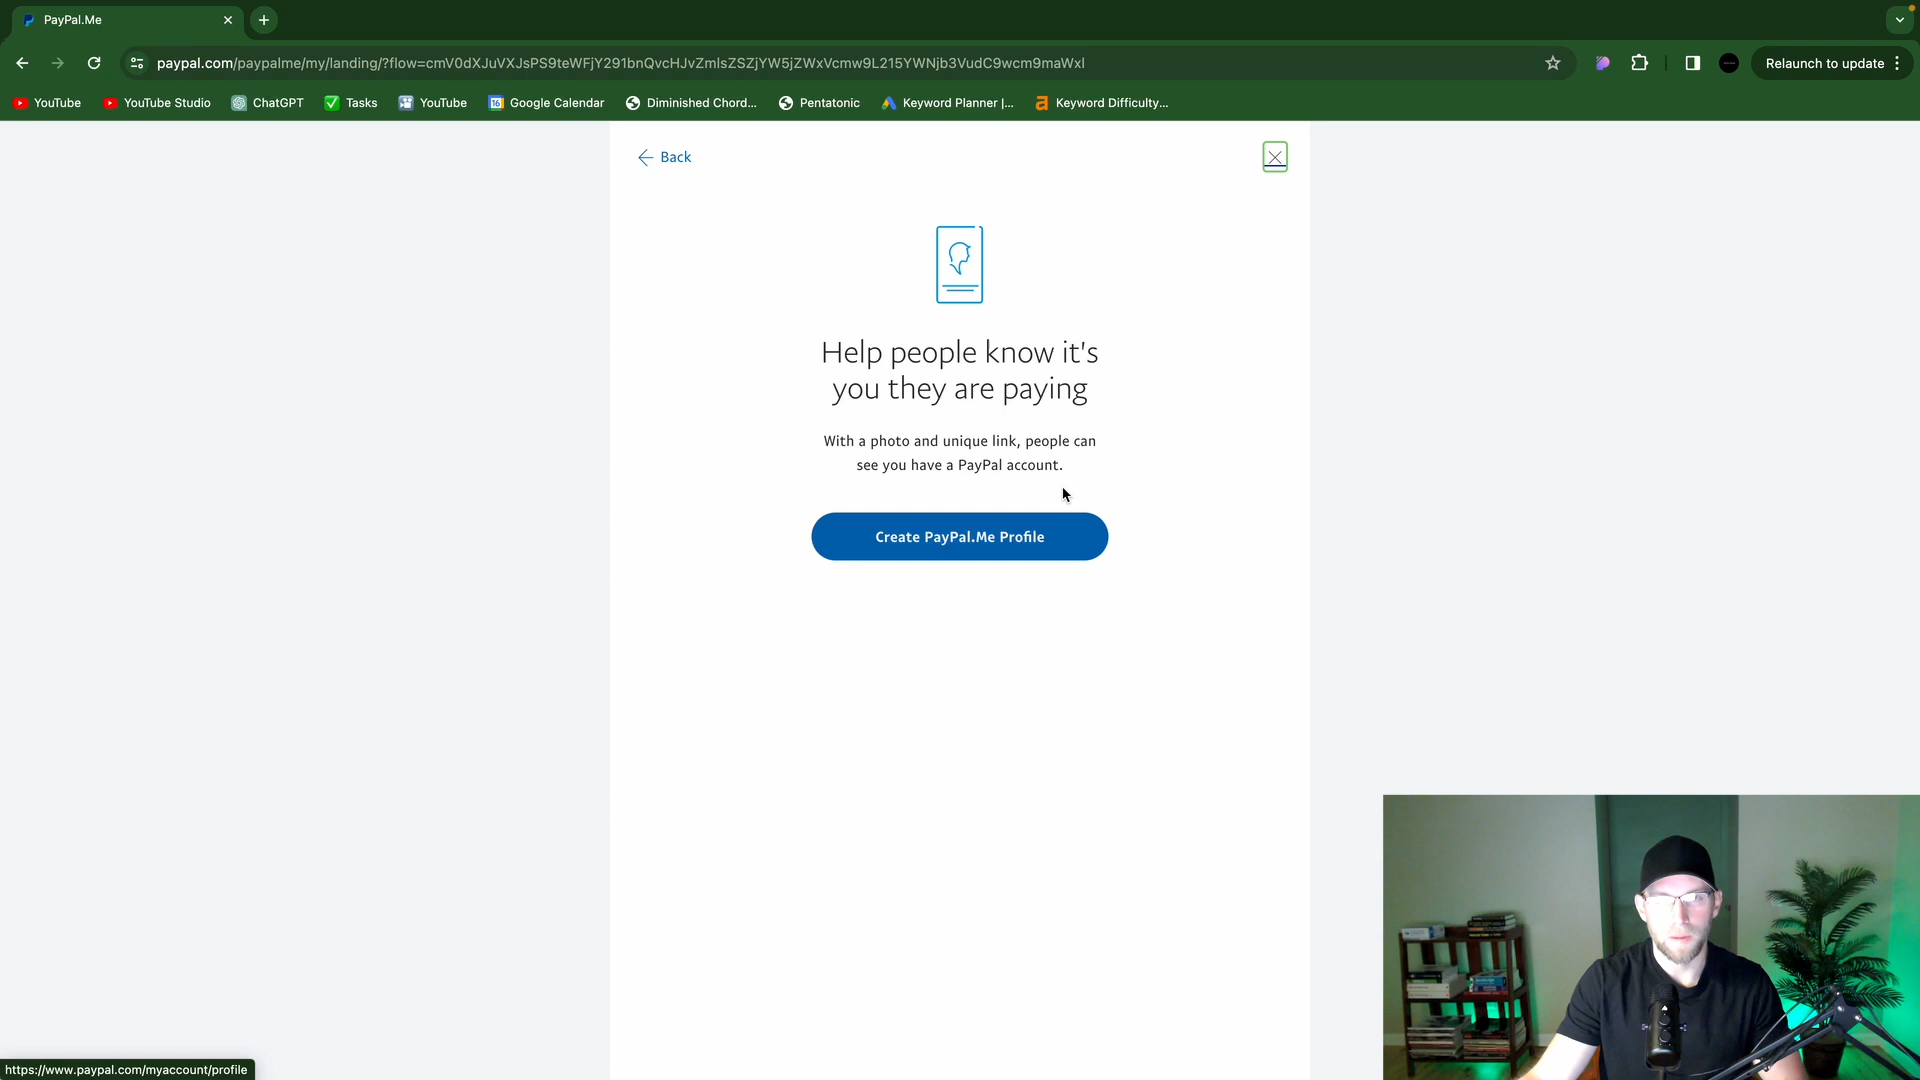 PayPal.Me
paypal.com/paypalme/my/landing/?flow=cmV0dXJuVXJsPS9teWFjY291bnQvcHJvZmlsZSZjYW5jZWxVcmw9L215YWNjb3VudC9wcm9maWxl
Relaunch to update
YouTube
YouTube Studio
ChatGPT
Tasks
YouTube
16
Google Calendar
Diminished Chord...
Pentatonic
Keyword Planner |...
Keyword Difficulty...
Back
Help people know it's
you they are paying
With a photo and unique link, people can
see you have a PayPal account.
Create PayPal.Me Profile
https://www.paypal.com/myaccount/profile